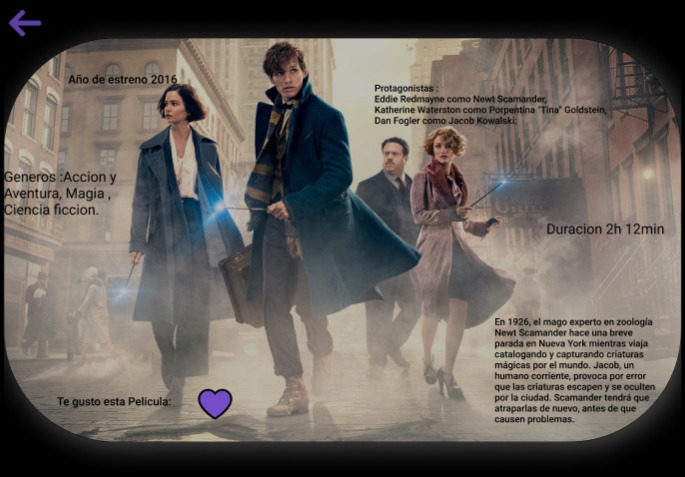 Año de estreno 2016
Protagonistas :
Eddie Redmayne como Newt Scamander,
Katherine Waterston como Porpentina "Tina" Goldstein,
Dan Fogler como Jacob Kowalski:
Generos :Accion y
Aventura, Magia ,
Ciencia ficcion.
Duracion 2h 12min
En 1926, el mago experto en zoología
Newt Scamander hace una breve
parada en Nueva York mientras viaja
catalogando y capturando criaturas
mágicas por el mundo. Jacob, un
humano corriente, provoca por error
que las criaturas escapen y se oculten
por la ciudad. Scamander tendrá que
atraparlas de nuevo, antes de que
causen problemas.
Te gusto esta Pelicula: